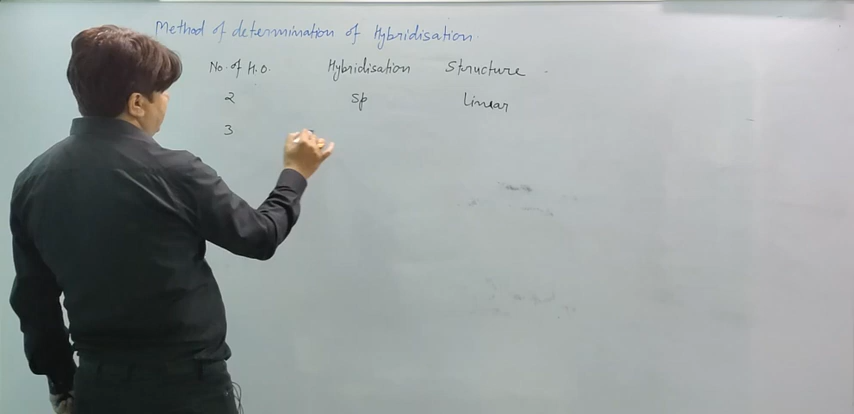 Method of determination of Hybridisation.
No. of H.O. Hybridisation Structure
2 sp Linear
3